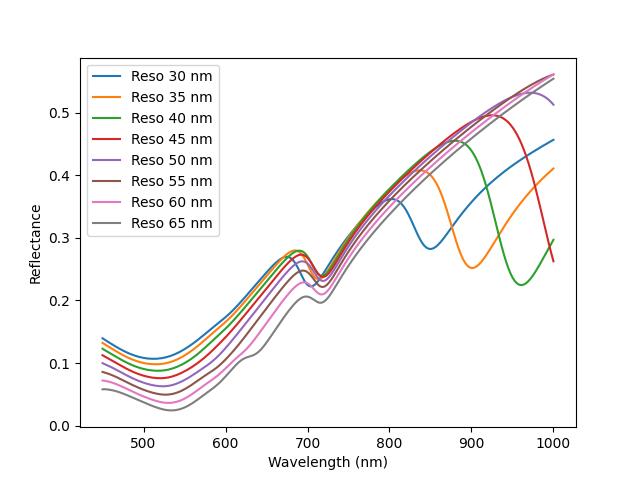 Reso 30 nm
Reso 35 nm
Reso 40 nm
Reso 45 nm
Reso 50 nm
Reso 55 nm
Reso 60 nm
Reso 65 nm
0.5
0.4
0.3
0.2
0.1
0.0
Reflectance
500 600 700 800 900 1000
Wavelength (nm)